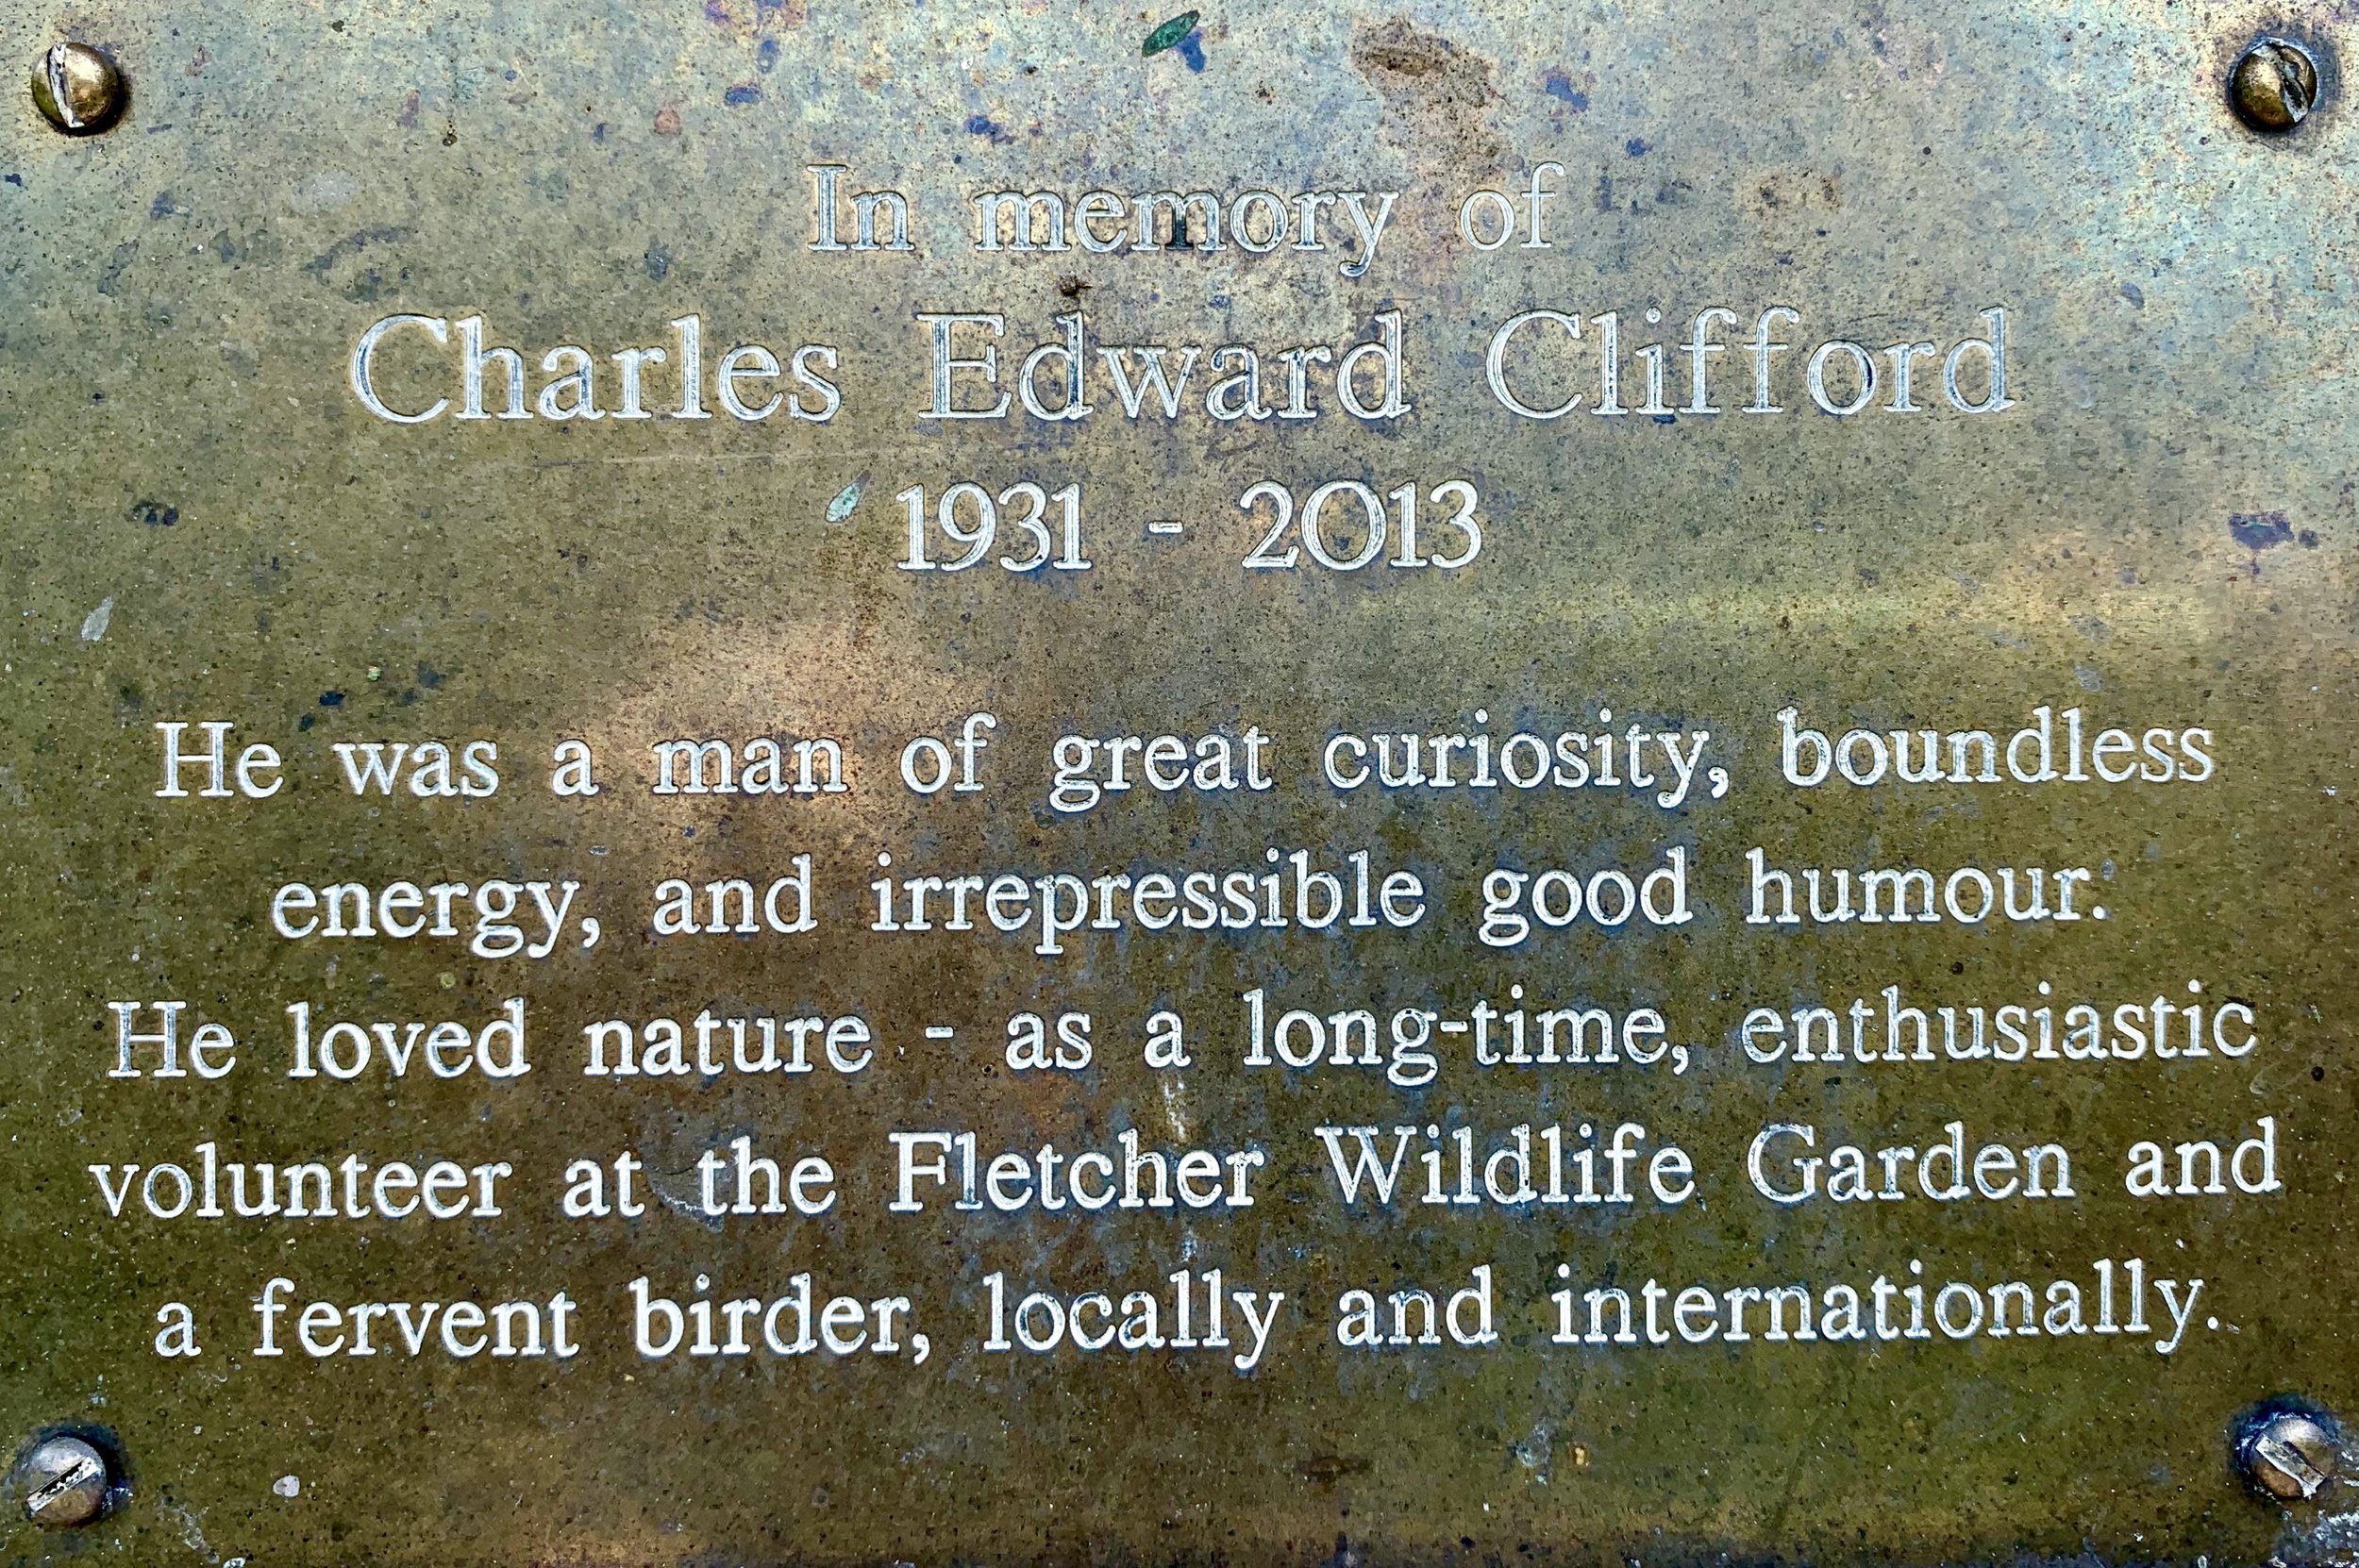 In memory of
Charles Edward Clifford
1931 - 2013
He was a man of great curiosity, boundless
energy, and irrepressible good humour.
He loved nature - as a long-time, enthusiastic
volunteer at the Fletcher Wildlife Garden and
a fervent birder, locally and internationally.